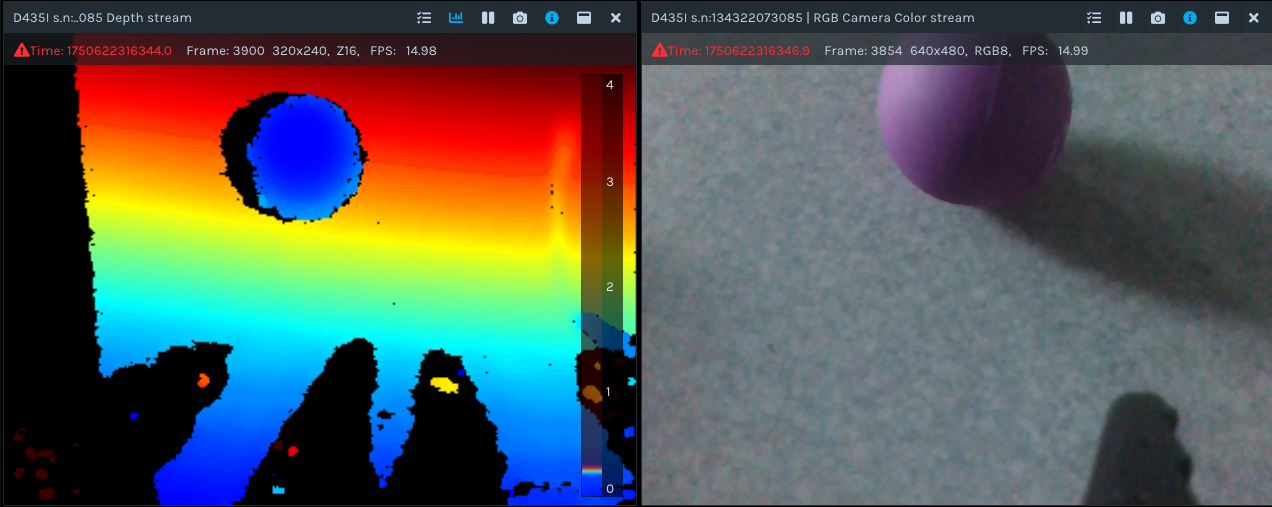 D435I s.n:..085 Depth stream
Time: 1750622316344.0 Frame: 3900 320x240, Z16, FPS: 14.98
4
3
2
1
0
D435I s.n:134322073085 | RGB Camera Color stream
Time: 1750622316346.9 Frame: 3854 640x480, RGB8, FPS: 14.99